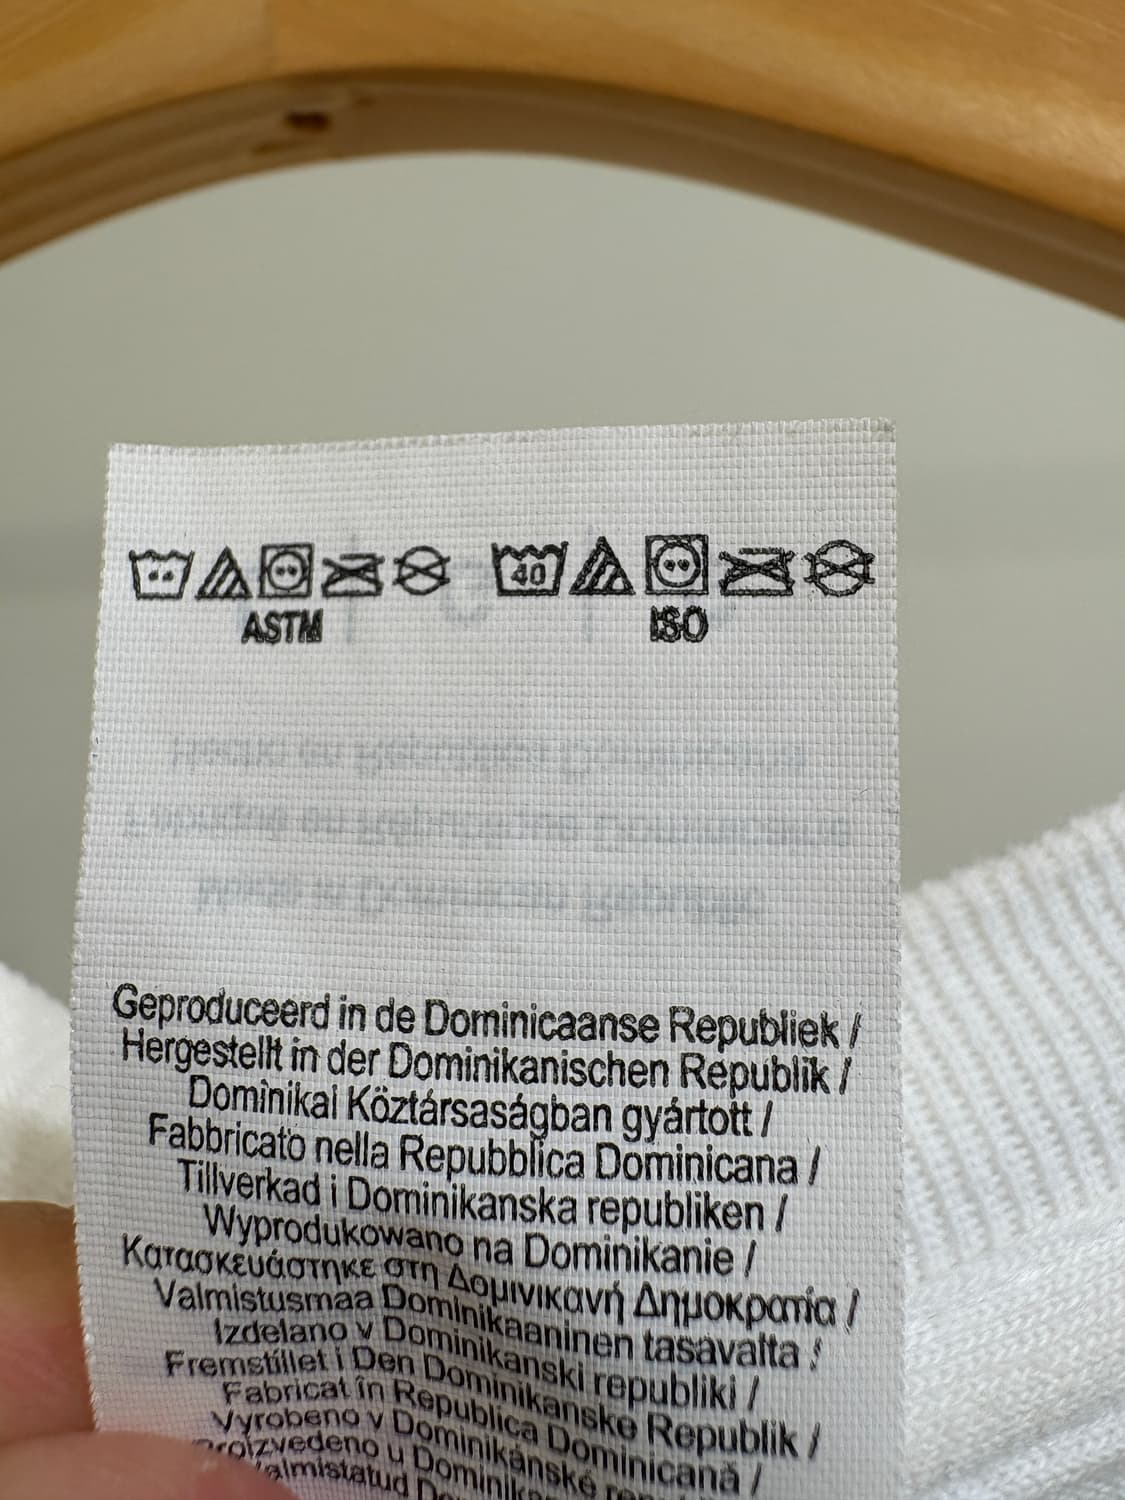 40
ASTM ISO
Geproduceerd in de Dominicaanse Republiek /
Hergestellt in der Dominikanischen Republik /
Dominikai Köztársaságban gyártott /
Fabbricato nella Repubblica Dominicana /
Tillverkad i Dominikanska republiken /
Wyprodukowano na Dominikanie /
Κατασκευάστηκε στη Δομινικανή Δημοκρατία /
Valmistusmaa Dominikaaninen tasavalta /
Izdelano v Dominikanski republiki /
Fremstillet i Den Dominikanske Republik /
Fabricat în Republica Dominicană /
Vyrobeno v Dominikánské
u